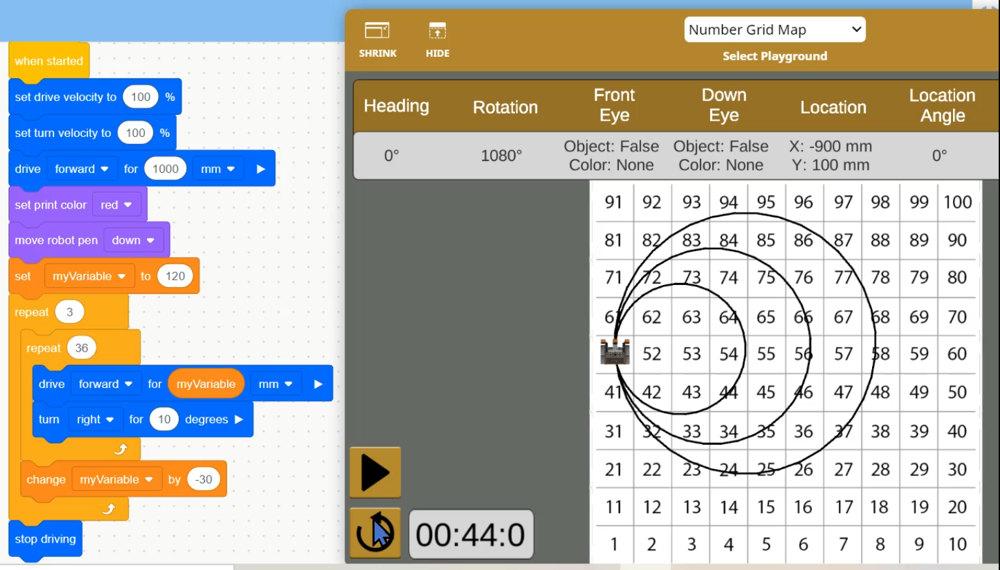 when started
set drive velocity to 100 %
set turn velocity to 100 %
drive forward for 1000 mm
set print color red
move robot pen down
set myVariable to 120
repeat 3
repeat 36
drive forward for myVariable mm
turn right for 10 degrees
change myVariable by -30
stop driving
SHRINK
HIDE
Number Grid Map
Select Playground
Heading
Rotation
Front
Eye
Down
Eye
Location
Location
Angle
0°
1080°
Object: False
Color: None
Object: False
Color: None
X: -900 mm
Y: 100 mm
0°
91 92 93 94 95 96 97 98 99 100
81 82 83 84 85 86 87 88 89 90
71 72 73 74 75 76 77 78 79 80
61 62 63 64 65 66 67 68 69 70
52 53 54 55 56 57 58 59 60
41 42 43 44 45 46 47 48 49 50
31 32 33 34 35 36 37 38 39 40
21 22 23 24 25 26 27 28 29 30
11 12 13 14 15 16 17 18 19 20
1 2 3 4 5 6 7 8 9 10
00:44:0